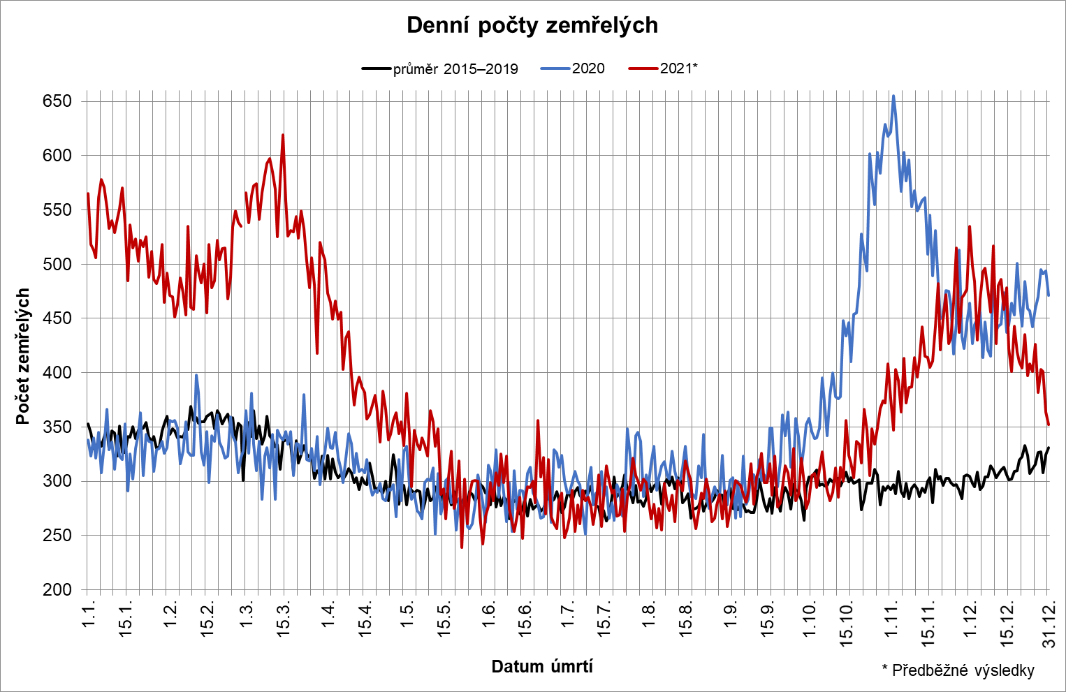 Denní počty zemřelých
průměr 2015–2019 2020 2021*
Počet zemřelých
650
600
550
500
450
400
350
300
250
200
1.1. 15.1. 1.2. 15.2. 1.3. 15.3. 1.4. 15.4. 1.5. 15.5. 1.6. 15.6. 1.7. 15.7. 1.8. 15.8. 1.9. 15.9. 1.10. 15.10. 1.11. 15.11. 1.12. 15.12. 31.12.
Datum úmrtí
* Předběžné výsledky